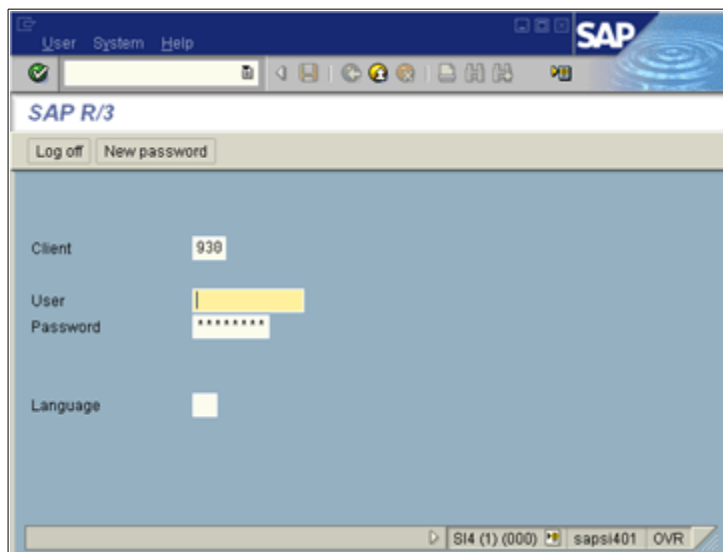 User System Help
SAP
SAP R/3
Log off New password
Client 930
User
Password ********
Language
SI4 (1) (000) sapsi401 OVR